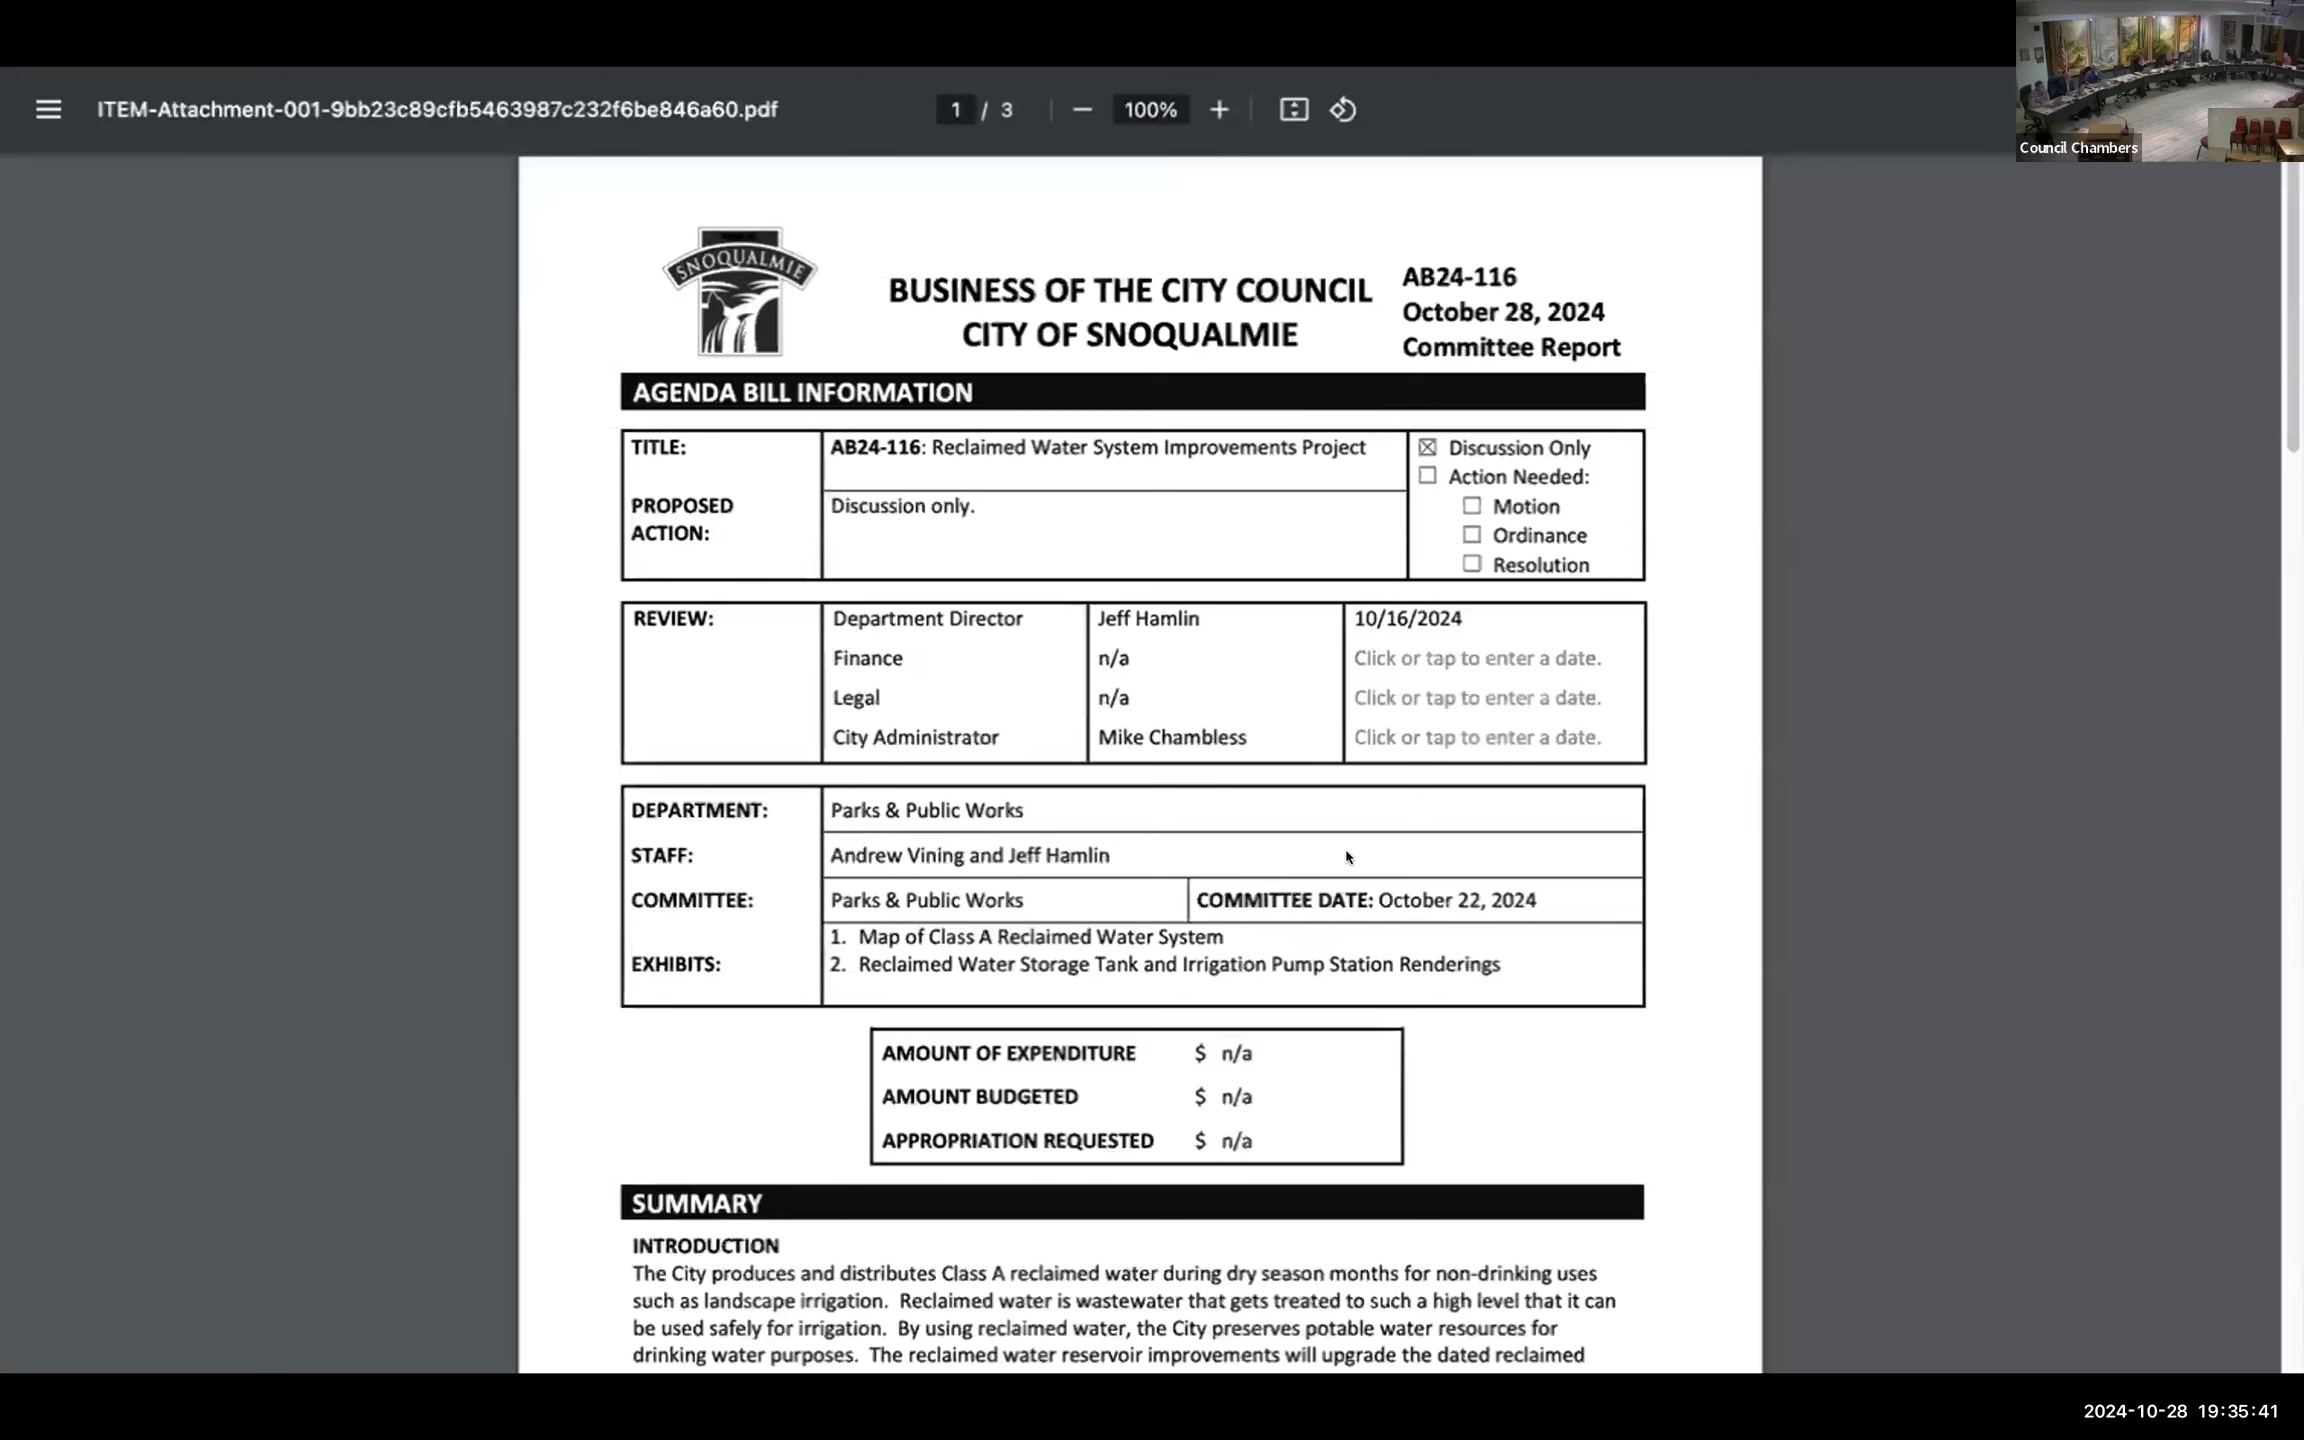 ITEM-Attachment-001-9bb23c89cfb5463987c232f6be846a60.pdf
1 / 3
100%
Council Chambers
SNOQUALMIE
BUSINESS OF THE CITY COUNCIL
CITY OF SNOQUALMIE
AB24-116
October 28, 2024
Committee Report
AGENDA BILL INFORMATION
TITLE:
AB24-116: Reclaimed Water System Improvements Project
☒ Discussion Only
☐ Action Needed:
☐ Motion
☐ Ordinance
☐ Resolution
PROPOSED
ACTION:
Discussion only.
REVIEW:
Department Director Jeff Hamlin 10/16/2024
Finance n/a Click or tap to enter a date.
Legal n/a Click or tap to enter a date.
City Administrator Mike Chambless Click or tap to enter a date.
DEPARTMENT: Parks & Public Works
STAFF: Andrew Vining and Jeff Hamlin
COMMITTEE: Parks & Public Works COMMITTEE DATE: October 22, 2024
EXHIBITS:
1. Map of Class A Reclaimed Water System
2. Reclaimed Water Storage Tank and Irrigation Pump Station Renderings
AMOUNT OF EXPENDITURE $ n/a
AMOUNT BUDGETED $ n/a
APPROPRIATION REQUESTED $ n/a
SUMMARY
INTRODUCTION
The City produces and distributes Class A reclaimed water during dry season months for non-drinking uses
such as landscape irrigation. Reclaimed water is wastewater that gets treated to such a high level that it can
be used safely for irrigation. By using reclaimed water, the City preserves potable water resources for
drinking water purposes. The reclaimed water reservoir improvements will upgrade the dated reclaimed
2024-10-28 19:35:41